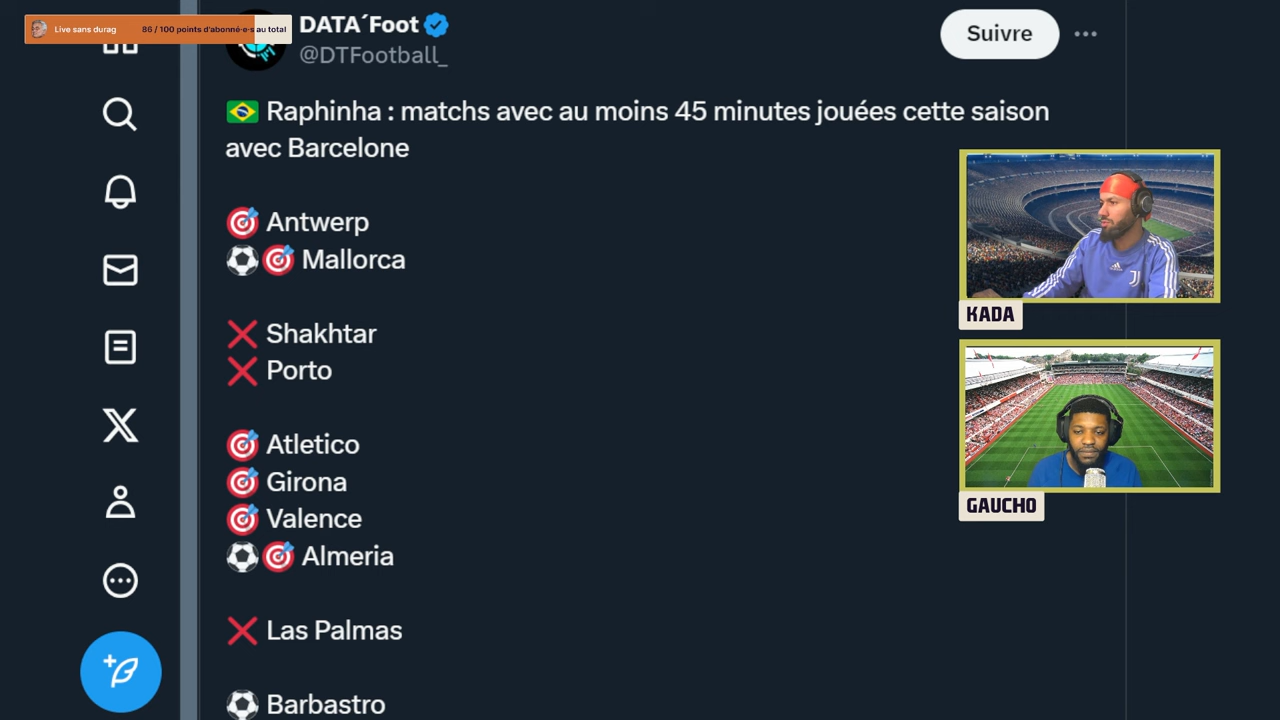 Live sans durag 86 / 100 points d'abonné·e·s au total
DATA´Foot
@DTFootball_
Suivre
Raphinha : matchs avec au moins 45 minutes jouées cette saison
avec Barcelone
Antwerp
Mallorca
Shakhtar
Porto
Atletico
Girona
Valence
Almeria
Las Palmas
Barbastro
KADA
GAUCHO